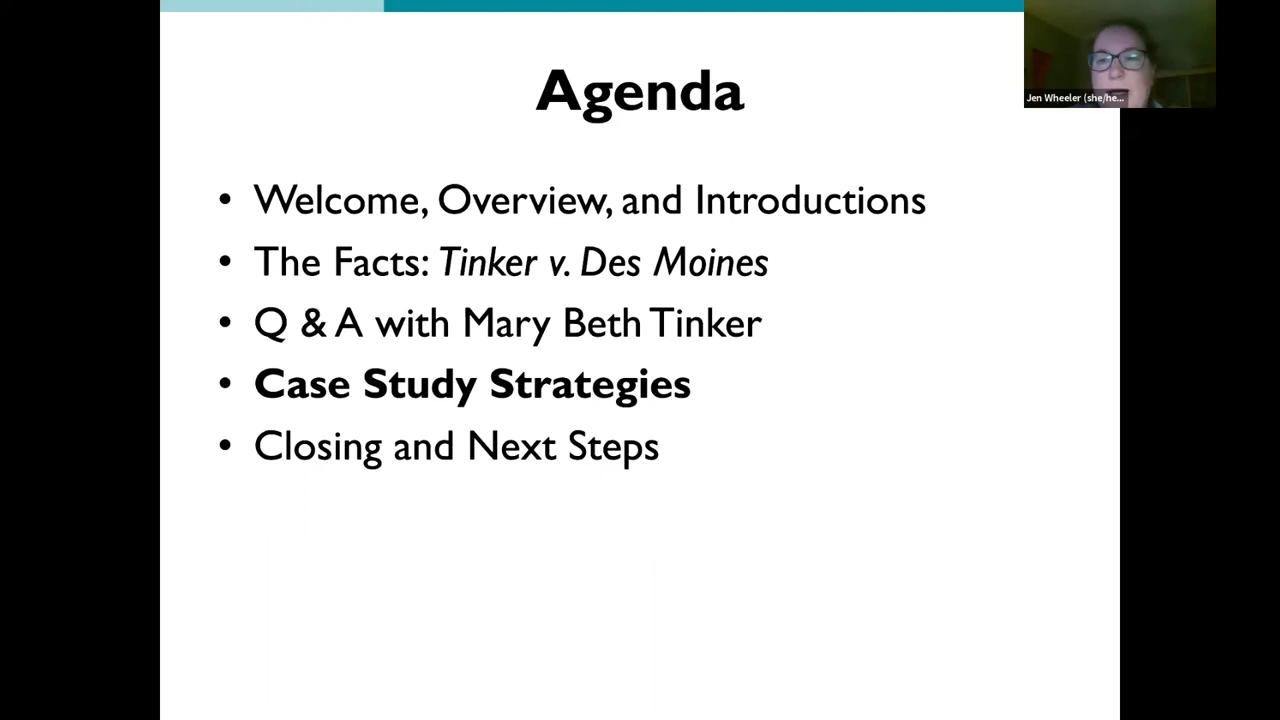 Agenda
Jen Wheeler (she/he...
• Welcome, Overview, and Introductions
• The Facts: Tinker v. Des Moines
• Q & A with Mary Beth Tinker
• Case Study Strategies
• Closing and Next Steps